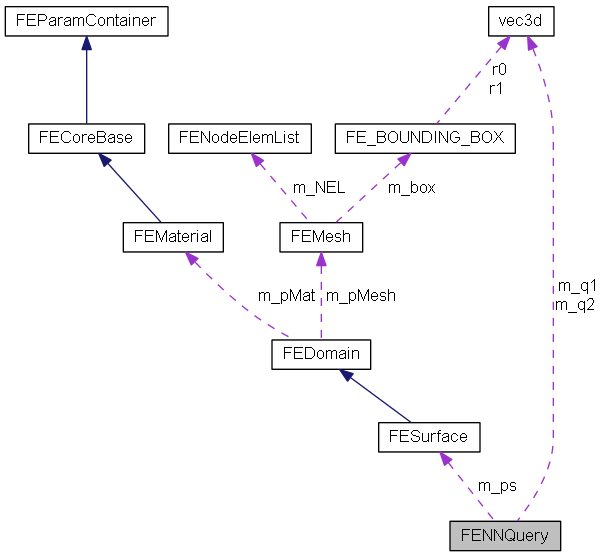 FEParamContainer
vec3d
r0
r1
FECoreBase
FENodeElemList
FE_BOUNDING_BOX
m_NEL
m_box
FEMaterial
FEMesh
m_q1
m_q2
m_pMat
m_pMesh
FEDomain
FESurface
m_ps
FENNQuery